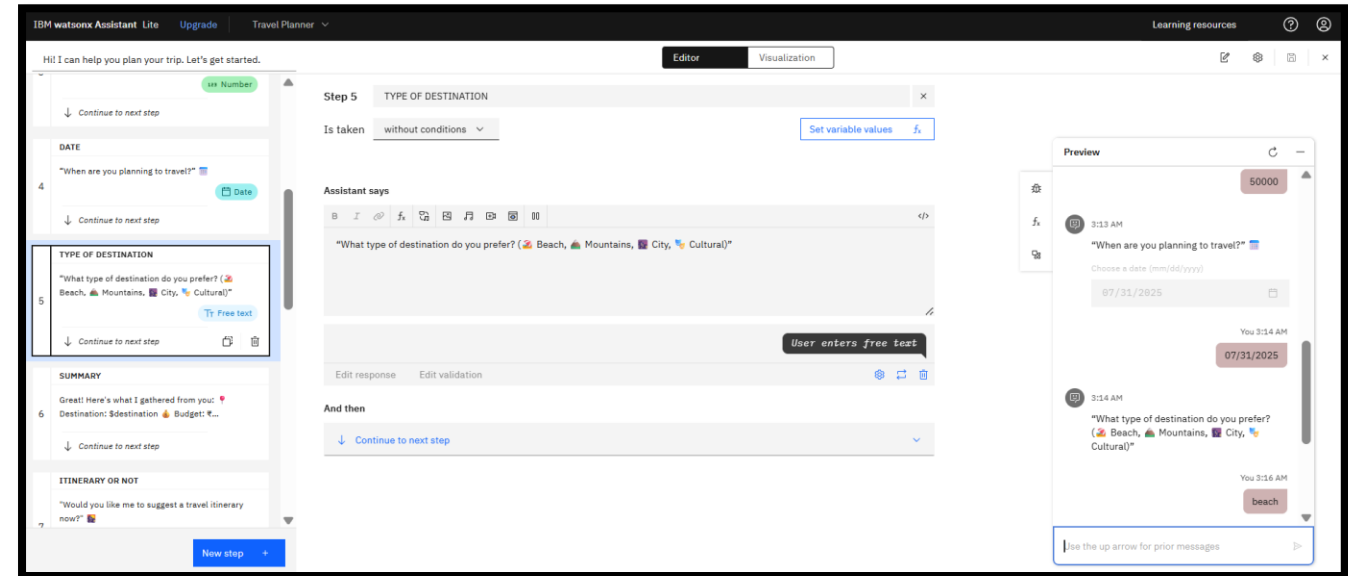 IBM watsonx Assistant Lite Upgrade Travel Planner
Learning resources
Hi! I can help you plan your trip. Let's get started.
Editor Visualization
Number
Continue to next step
DATE
"When are you planning to travel?" 🗓️
4
Date
Continue to next step
TYPE OF DESTINATION
"What type of destination do you prefer? (🏖️
Beach, ⛰️ Mountains, 🌆 City, 🎭 Cultural)"
5
Free text
Continue to next step
SUMMARY
Great! Here's what I gathered from you: 📍
6 Destination: $destination 💰 Budget: ₹...
Continue to next step
ITINERARY OR NOT
"Would you like me to suggest a travel itinerary
now?" 🌇
7
New step +
Step 5 TYPE OF DESTINATION
Is taken without conditions
Set variable values fx
Assistant says
B I fx </>
"What type of destination do you prefer? (🏖️ Beach, ⛰️ Mountains, 🌆 City, 🎭 Cultural)"
User enters free text
Edit response Edit validation
And then
Continue to next step
fx
Preview
50000
3:13 AM
"When are you planning to travel?" 🗓️
Choose a date (mm/dd/yyyy)
07/31/2025
You 3:14 AM
07/31/2025
3:14 AM
"What type of destination do you prefer?
(🏖️ Beach, ⛰️ Mountains, 🌆 City, 🎭
Cultural)"
You 3:16 AM
beach
Use the up arrow for prior messages